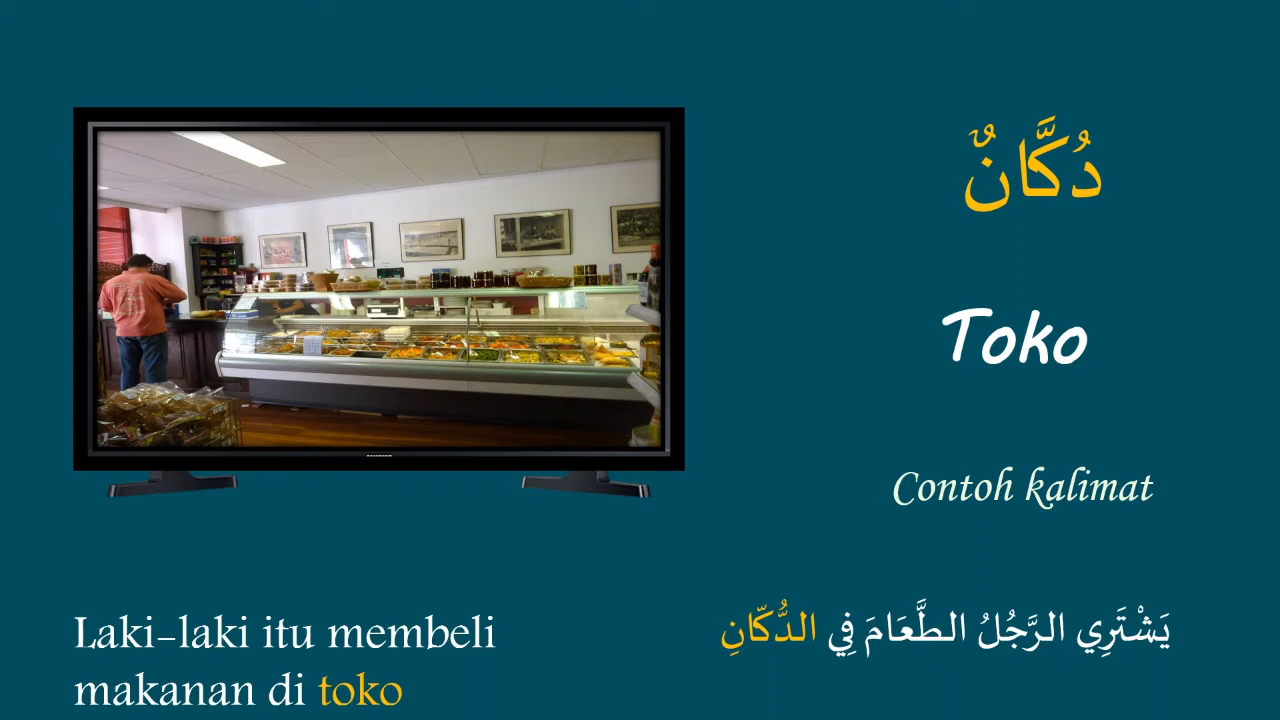 دُكَّانٌ
Toko
Contoh kalimat
يَشْتَرِي الرَّجُلُ الطَّعَامَ فِي الدُّكّانِ
Laki-laki itu membeli
makanan di toko